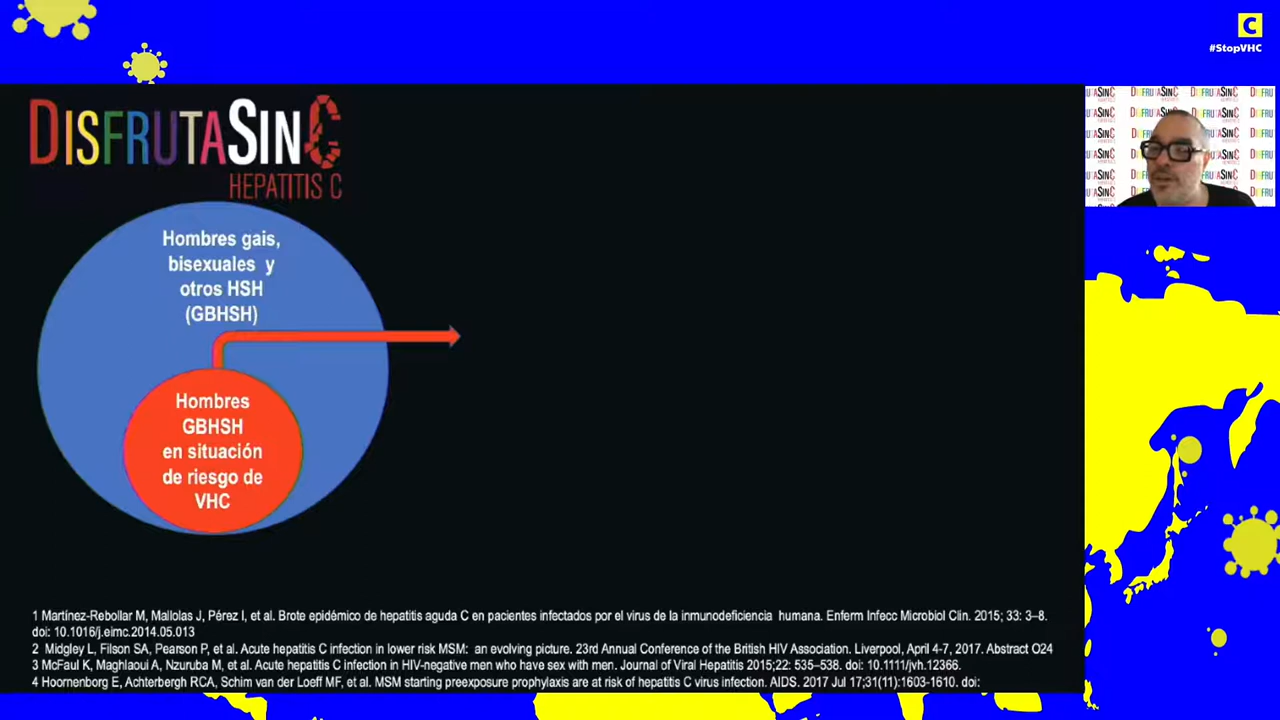 C
#StopVHC
DISFRUTASINC
HEPATITIS C
Hombres gais,
bisexuales y
otros HSH
(GBHSH)
Hombres
GBHSH
en situación
de riesgo de
VHC
1 Martínez-Rebollar M, Mallolas J, Pérez I, et al. Brote epidémico de hepatitis aguda C en pacientes infectados por el virus de la inmunodeficiencia humana. Enferm Infecc Microbiol Clin. 2015; 33: 3–8.
doi: 10.1016/j.eimc.2014.05.013
2 Midgley L, Filson SA, Pearson P, et al. Acute hepatitis C infection in lower risk MSM: an evolving picture. 23rd Annual Conference of the British HIV Association. Liverpool, April 4-7, 2017. Abstract O24
3 McFaul K, Maghlaoui A, Nzuruba M, et al. Acute hepatitis C infection in HIV-negative men who have sex with men. Journal of Viral Hepatitis 2015;22: 535–538. doi: 10.1111/jvh.12366.
4 Hoornenborg E, Achterbergh RCA, Schim van der Loeff MF, et al. MSM starting preexposure prophylaxis are at risk of hepatitis C virus infection. AIDS. 2017 Jul 17;31(11):1603-1610. doi: